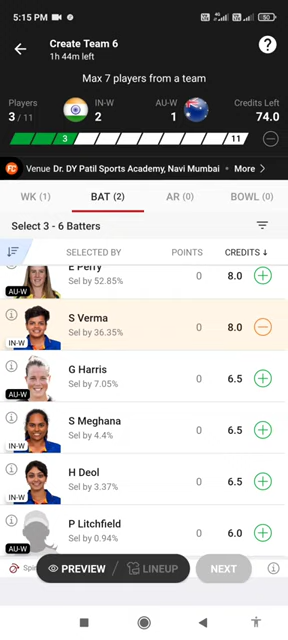 5:15 PM
50
Create Team 6
1h 44m left
?
Max 7 players from a team
Players
3 / 11
IN-W
2
AU-W
1
Credits Left
74.0
3
11
FC Venue Dr. DY Patil Sports Academy, Navi Mumbai • More
WK (1)
BAT (2)
AR (0)
BOWL (0)
Select 3 - 6 Batters
SELECTED BY
POINTS
CREDITS ↓
E Perry
Sel by 52.85%
0
8.0
AU-W
S Verma
Sel by 36.35%
0
8.0
IN-W
G Harris
Sel by 7.05%
0
6.5
AU-W
S Meghana
Sel by 4.4%
0
6.5
IN-W
H Deol
Sel by 3.37%
0
6.5
IN-W
P Litchfield
Sel by 0.94%
0
6.0
AU-W
PREVIEW / LINEUP
NEXT